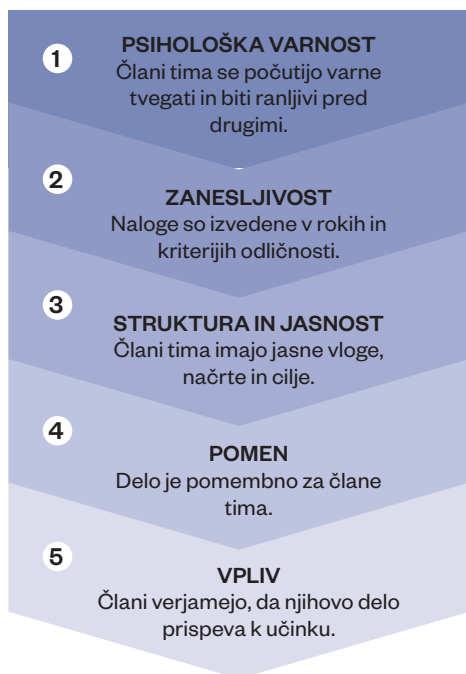 1
PSIHOLOŠKA VARNOST
Člani tima se počutijo varne
tvegati in biti ranljivi pred
drugimi.
2
ZANESLJIVOST
Naloge so izvedene v rokih in
kriterijih odličnosti.
3
STRUKTURA IN JASNOST
Člani tima imajo jasne vloge,
načrte in cilje.
4
POMEN
Delo je pomembno za člane
tima.
5
VPLIV
Člani verjamejo, da njihovo delo
prispeva k učinku.